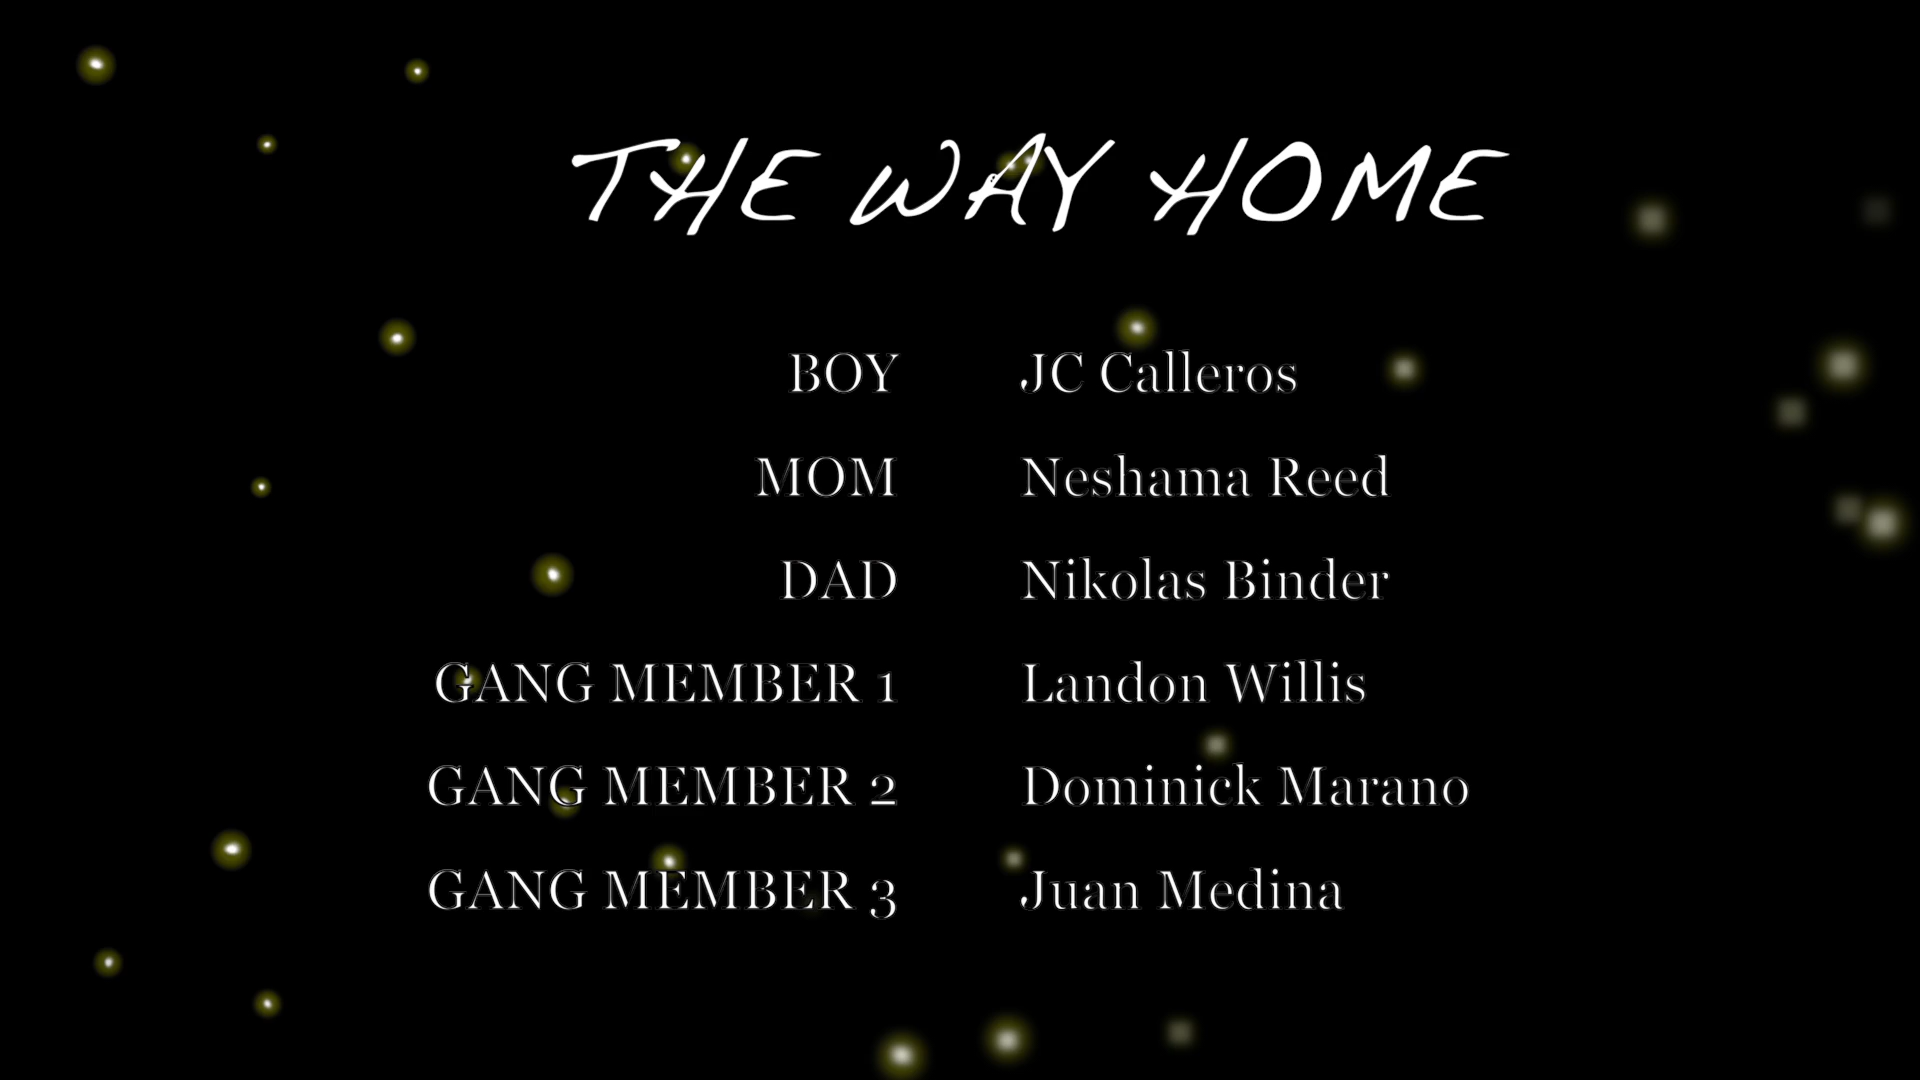 THE WAY HOME
BOY JC Calleros
MOM Neshama Reed
DAD Nikolas Binder
GANG MEMBER 1 Landon Willis
GANG MEMBER 2 Dominick Marano
GANG MEMBER 3 Juan Medina